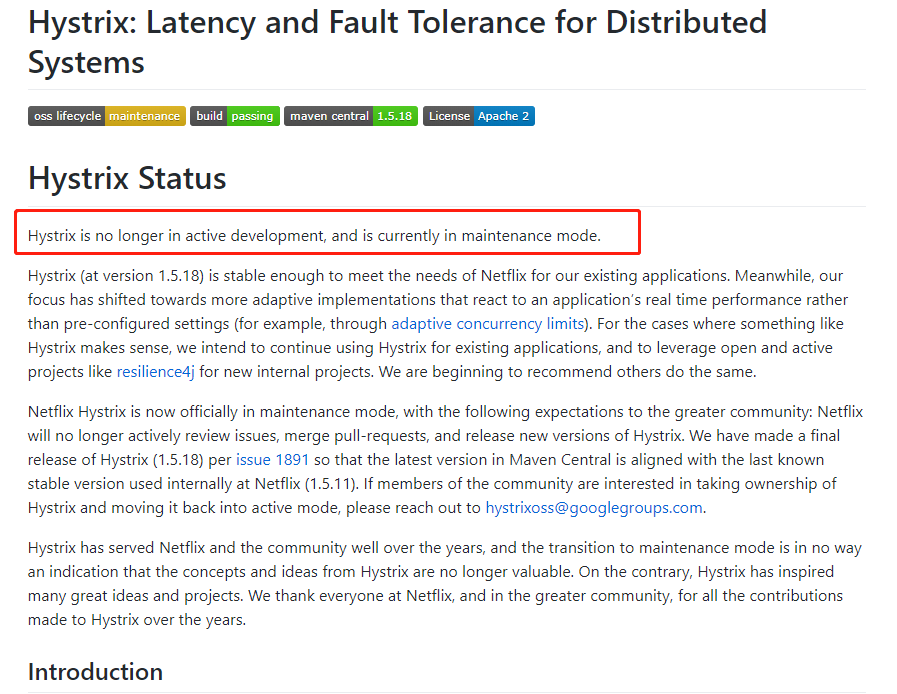 Hystrix: Latency and Fault Tolerance for Distributed
Systems
oss lifecycle maintenance build passing maven central 1.5.18 License Apache 2
Hystrix Status
Hystrix is no longer in active development, and is currently in maintenance mode.
Hystrix (at version 1.5.18) is stable enough to meet the needs of Netflix for our existing applications. Meanwhile, our
focus has shifted towards more adaptive implementations that react to an application's real time performance rather
than pre-configured settings (for example, through adaptive concurrency limits). For the cases where something like
Hystrix makes sense, we intend to continue using Hystrix for existing applications, and to leverage open and active
projects like resilience4j for new internal projects. We are beginning to recommend others do the same.
Netflix Hystrix is now officially in maintenance mode, with the following expectations to the greater community: Netflix
will no longer actively review issues, merge pull-requests, and release new versions of Hystrix. We have made a final
release of Hystrix (1.5.18) per issue 1891 so that the latest version in Maven Central is aligned with the last known
stable version used internally at Netflix (1.5.11). If members of the community are interested in taking ownership of
Hystrix and moving it back into active mode, please reach out to hystrixoss@googlegroups.com.
Hystrix has served Netflix and the community well over the years, and the transition to maintenance mode is in no way
an indication that the concepts and ideas from Hystrix are no longer valuable. On the contrary, Hystrix has inspired
many great ideas and projects. We thank everyone at Netflix, and in the greater community, for all the contributions
made to Hystrix over the years.
Introduction